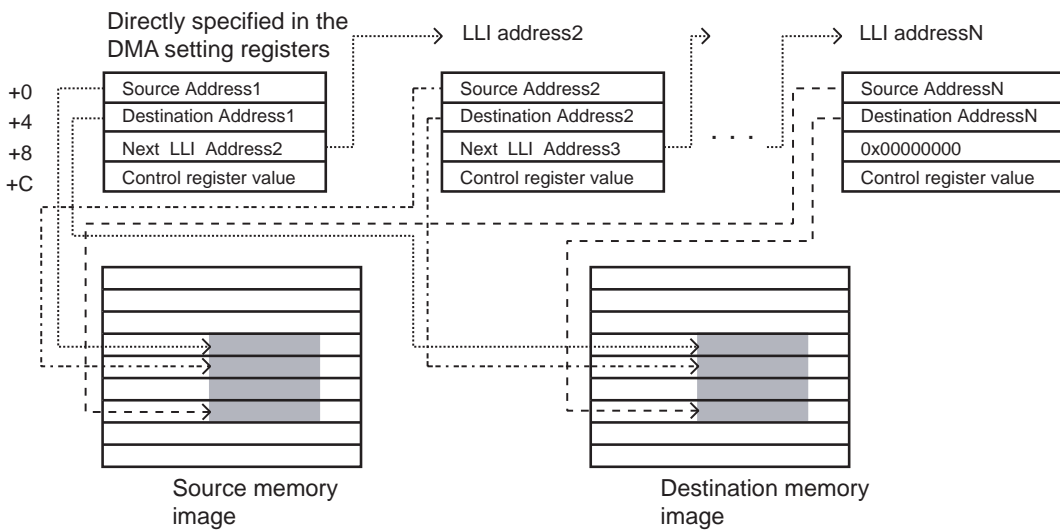 Directly specified in the
DMA setting registers
LLI address2
LLI addressN
+0
Source Address1
Source Address2
Source AddressN
+4
Destination Address1
Destination Address2
Destination AddressN
+8
Next LLI Address2
Next LLI Address3
. . .
0x00000000
+C
Control register value
Control register value
Control register value
Source memory
image
Destination memory
image